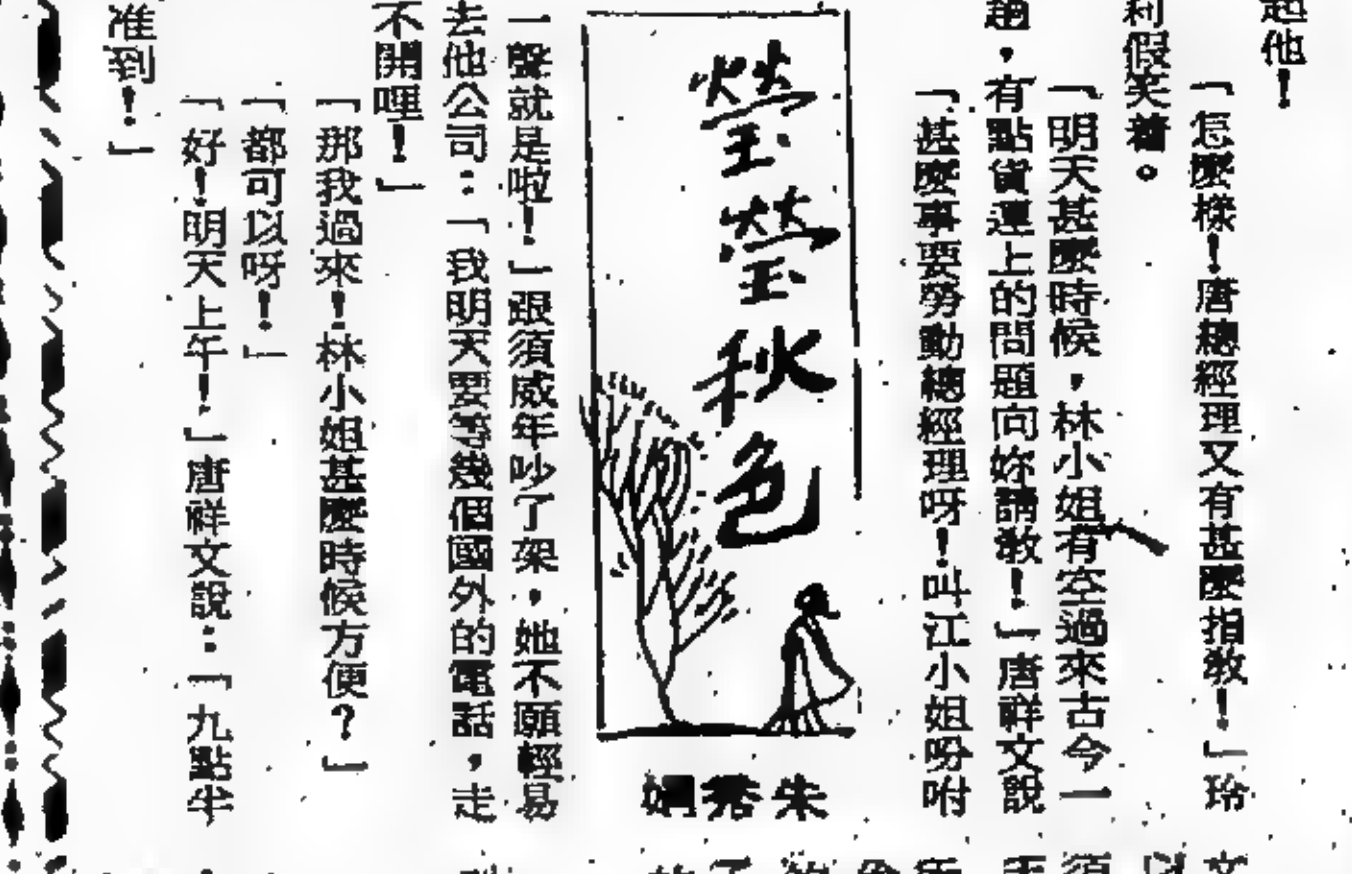 起他！
「怎麼樣！唐總經理又有甚麼指教！」玲
利假笑着。
「明天甚麼時候，林小姐有空過來古今一
趟，有點貨運上的問題向妳請教！」唐祥文說
「甚麼事要勞動總經理呀！叫江小姐吩咐
瑩瑩秋色
朱秀娟
一聲就是啦！」跟須威年吵了架，她不願輕易
去他公司：「我明天要等幾個國外的電話，走
不開哩！」
「那我過來！林小姐甚麼時候方便？」
「都可以呀！」
「好！明天上午！」唐祥文說：「九點半
准到！」